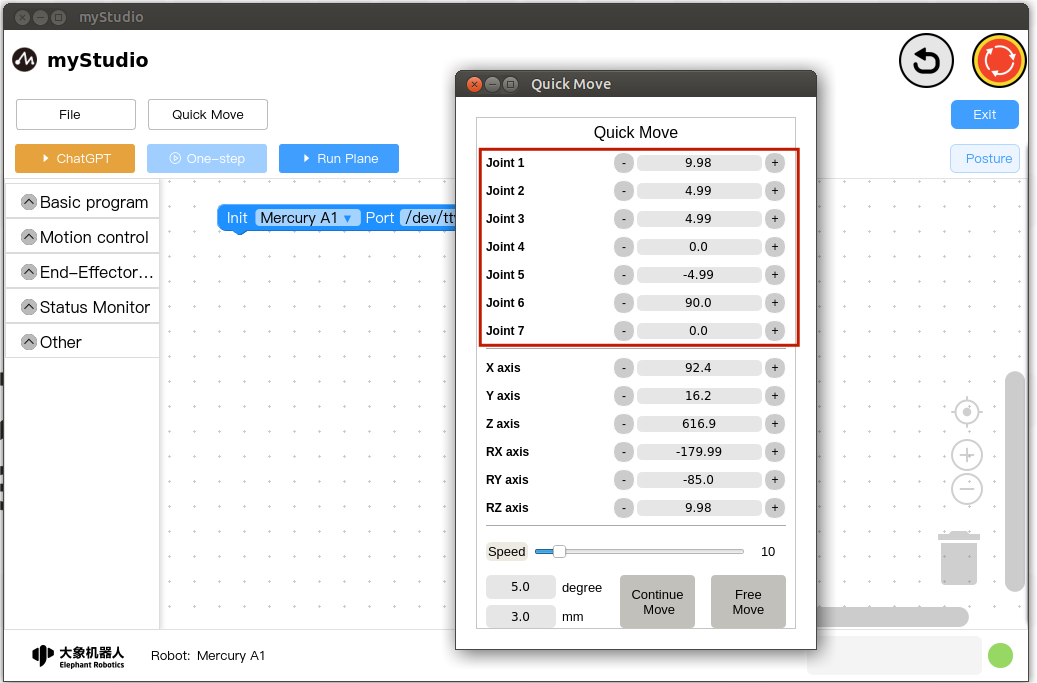 myStudio
myStudio
File
Quick Move
Exit
ChatGPT
One-step
Run Plane
Posture
Basic program
Motion control
End-Effector...
Status Monitor
Other
Init Mercury A1 ▼ Port /dev/tt
Quick Move
Quick Move
Joint 1 - 9.98 +
Joint 2 - 4.99 +
Joint 3 - 4.99 +
Joint 4 - 0.0 +
Joint 5 - -4.99 +
Joint 6 - 90.0 +
Joint 7 - 0.0 +
X axis - 92.4 +
Y axis - 16.2 +
Z axis - 616.9 +
RX axis - -179.99 +
RY axis - -85.0 +
RZ axis - 9.98 +
Speed 10
5.0 degree
3.0 mm
Continue
Move
Free
Move
大象机器人
Elephant Robotics
Robot: Mercury A1